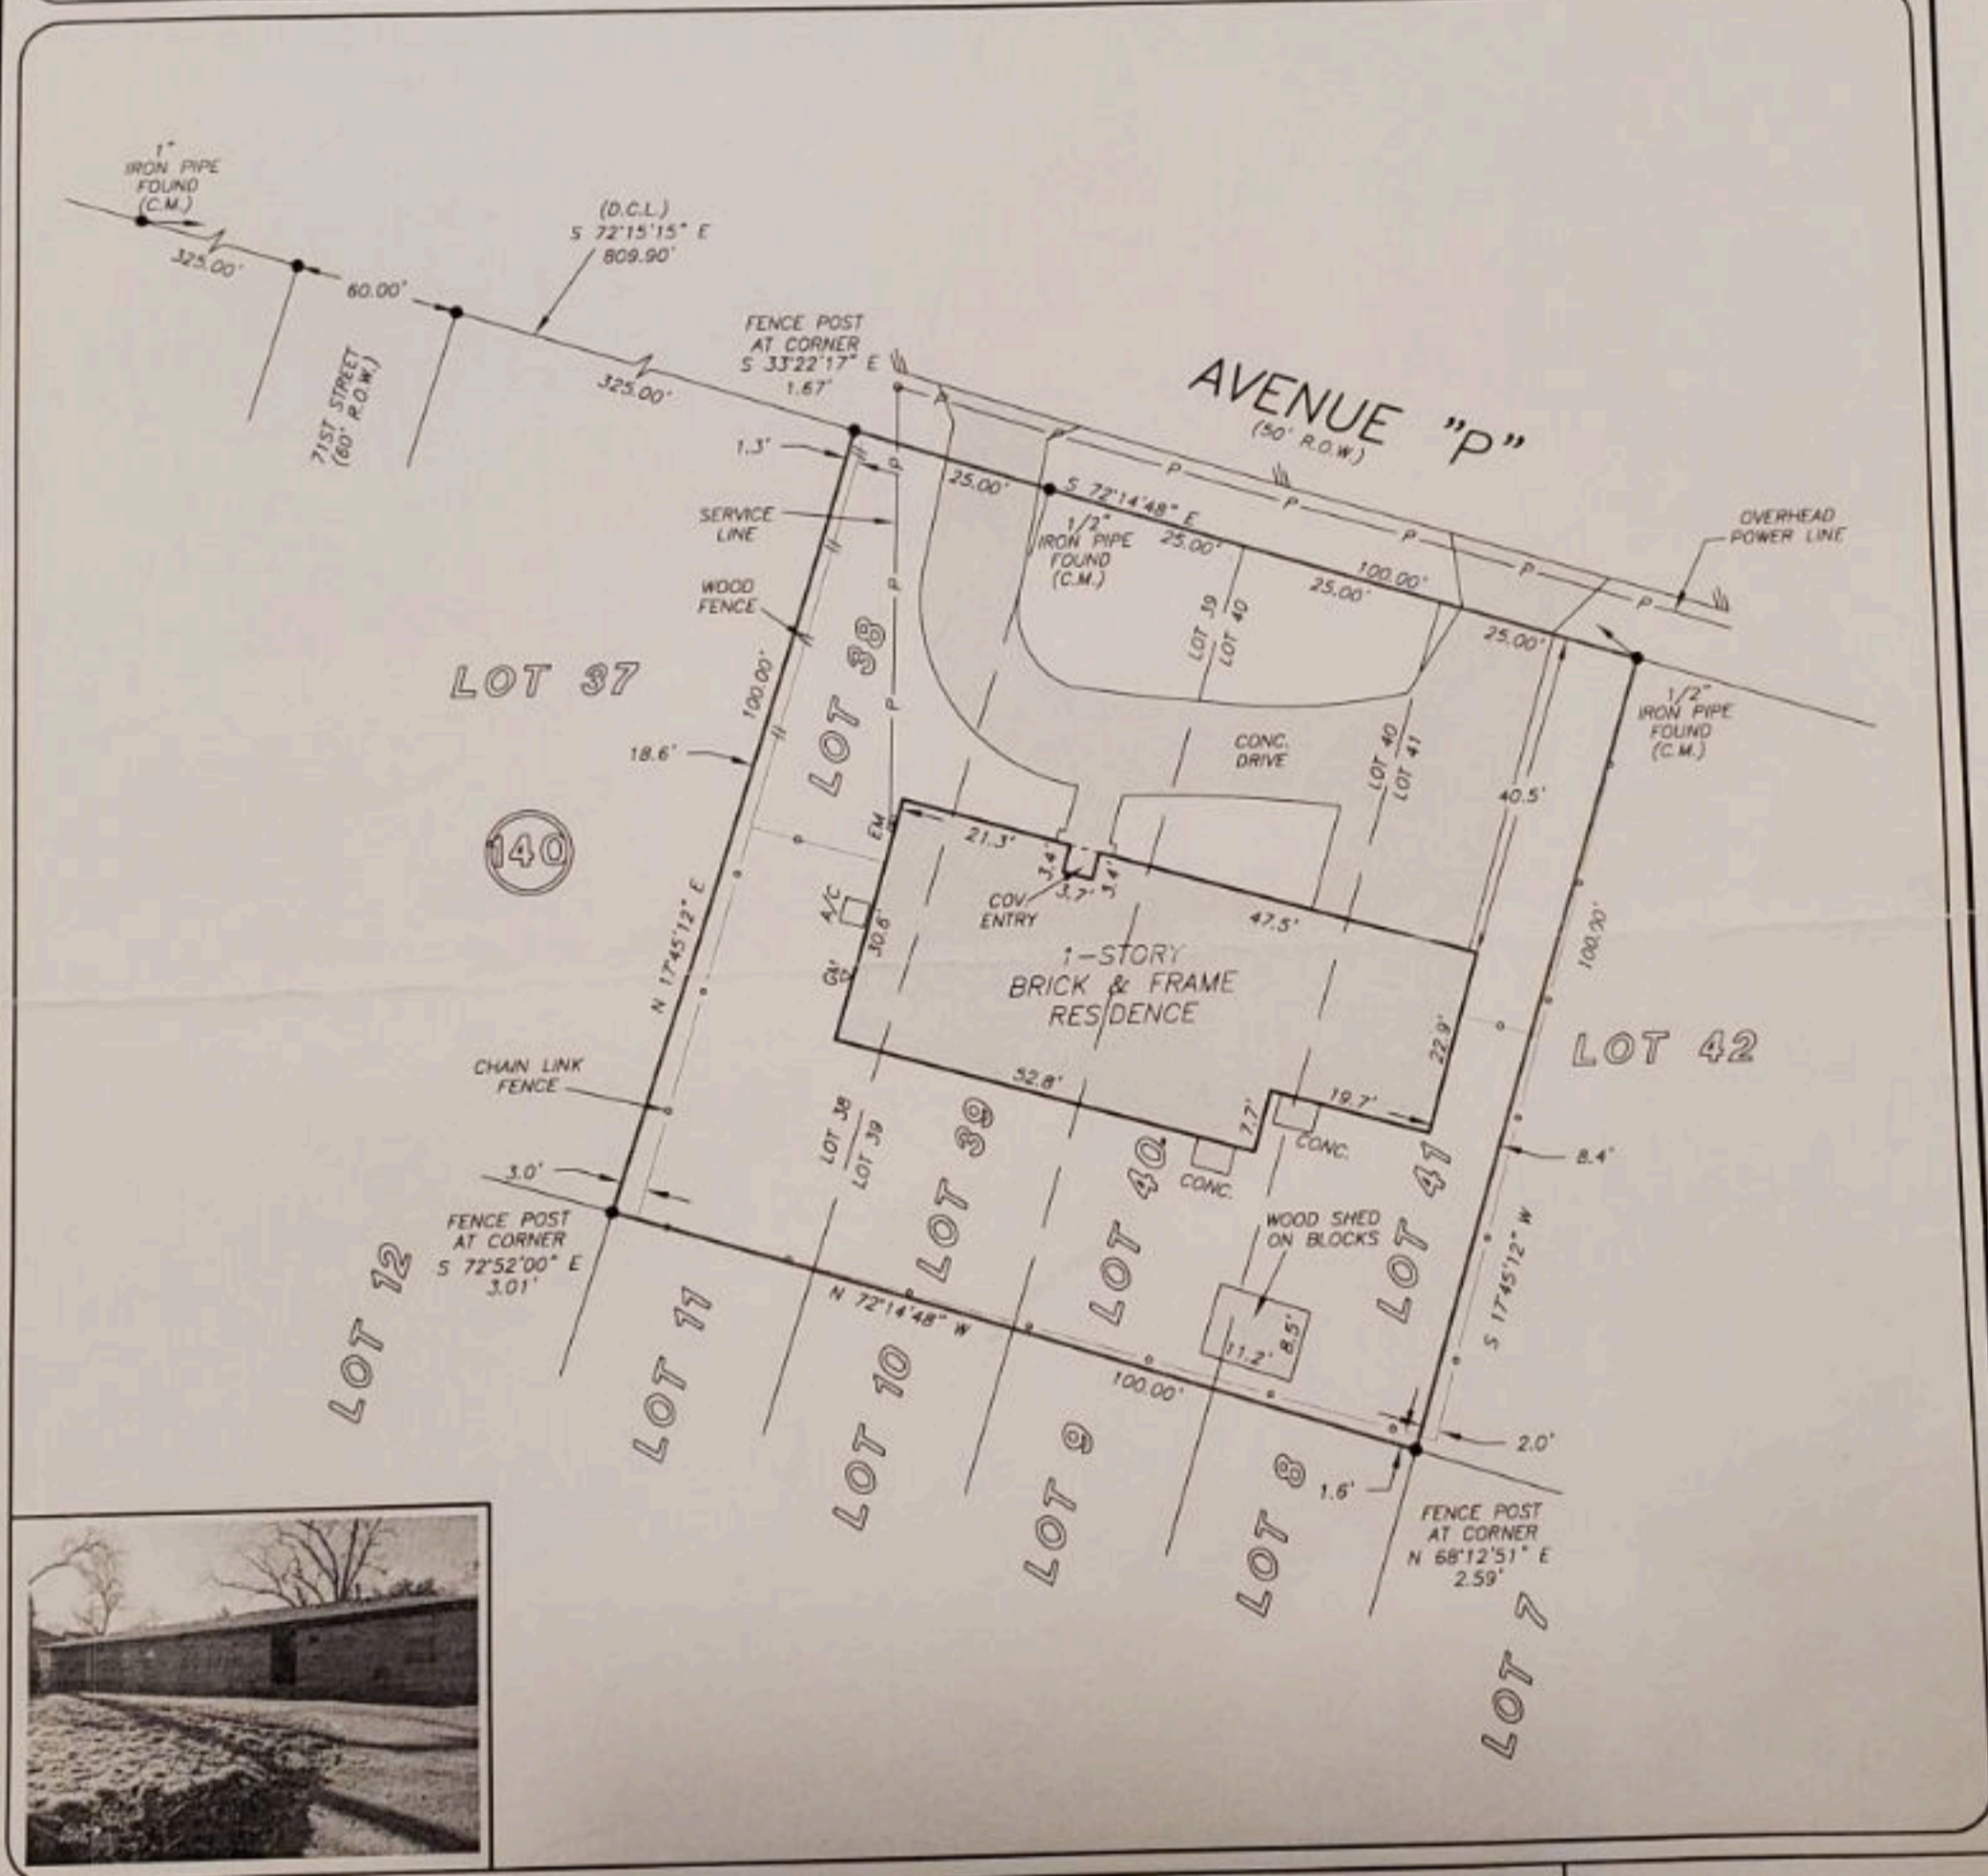 1"
IRON PIPE
FOUND
(C.M.)
325.00'
60.00'
71ST STREET
(60' R.O.W.)
(D.C.L.)
S 72°15'15" E
809.90'
325.00'
FENCE POST
AT CORNER
S 33°22'17" E
1.67'
AVENUE "P"
(50' R.O.W.)
P
P
P
P
P
P
P
OVERHEAD
POWER LINE
1.3'
25.00'
S 72°14'48" E
25.00'
100.00'
25.00'
25.00'
1/2"
IRON PIPE
FOUND
(C.M.)
1/2"
IRON PIPE
FOUND
(C.M.)
SERVICE
LINE
P
P
P
WOOD
FENCE
LOT 37
LOT 38
100.00'
LOT 39
LOT 40
18.6'
CONC.
DRIVE
LOT 40
LOT 41
40.5'
140
EM
21.3'
3.4'
3.7'
3.4'
COV.
ENTRY
47.5'
A/C
30.6'
GM
N 17°45'12" E
1-STORY
BRICK & FRAME
RESIDENCE
100.00'
22.9'
LOT 42
CHAIN LINK
FENCE
52.8'
7.7'
19.7'
CONC.
CONC.
8.4'
LOT 38
LOT 39
LOT 39
LOT 40
LOT 41
3.0'
FENCE POST
AT CORNER
S 72°52'00" E
3.01'
WOOD SHED
ON BLOCKS
11.2'
8.5'
S 17°45'12" W
N 72°14'48" W
100.00'
LOT 12
LOT 11
LOT 10
LOT 9
LOT 8
LOT 7
1.6'
2.0'
FENCE POST
AT CORNER
N 68°12'51" E
2.59'